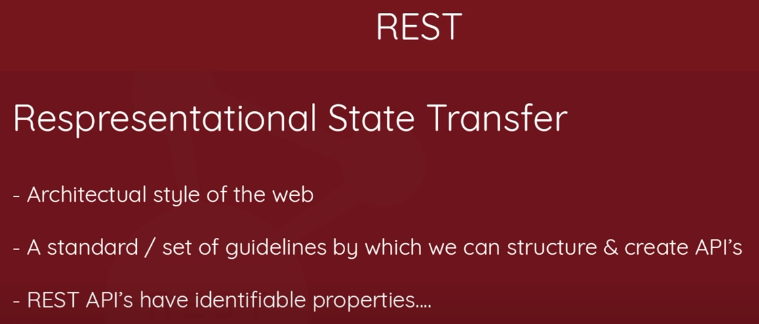 REST
Respresentational State Transfer
- Architectual style of the web
- A standard / set of guidelines by which we can structure & create API's
- REST API's have identifiable properties....